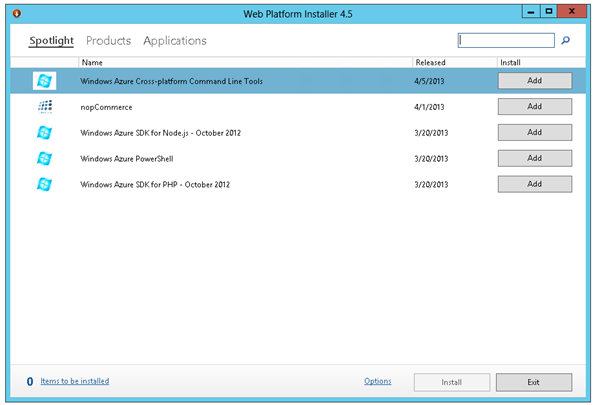 Web Platform Installer 4.5
Spotlight Products Applications
Name Released Install
Windows Azure Cross-platform Command Line Tools 4/5/2013 Add
nopCommerce 4/1/2013 Add
Windows Azure SDK for Node.js - October 2012 3/20/2013 Add
Windows Azure PowerShell 3/20/2013 Add
Windows Azure SDK for PHP - October 2012 3/20/2013 Add
0 Items to be installed Options Install Exit